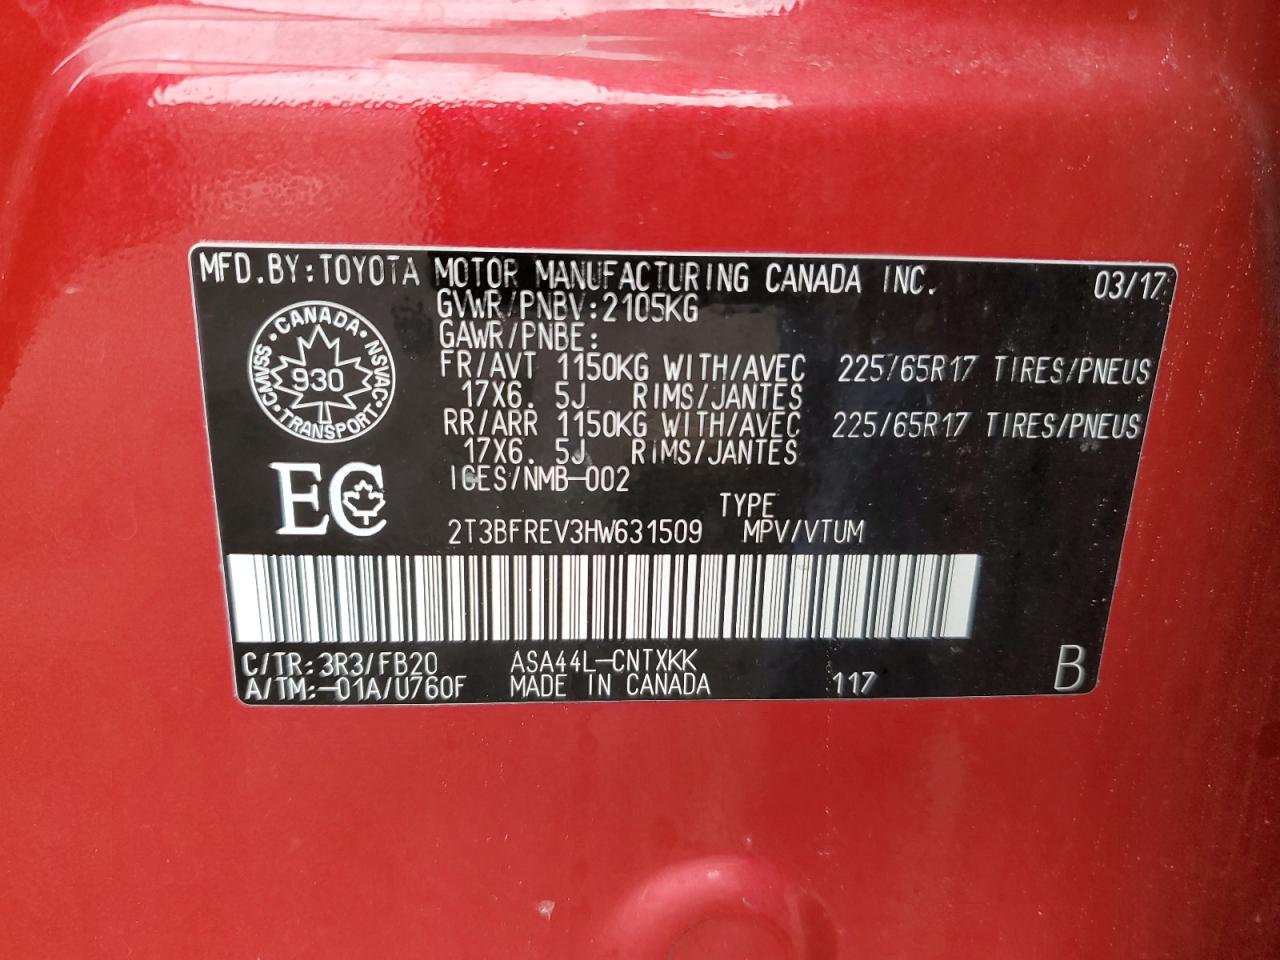 MFD.BY:TOYOTA MOTOR MANUFACTURING CANADA INC. 03/17
GVWR/PNBV:2105KG
GAWR/PNBE:
FR/AVT 1150KG WITH/AVEC 225/65R17 TIRES/PNEUS
17X6. 5J RIMS/JANTES
RR/ARR 1150KG WITH/AVEC 225/65R17 TIRES/PNEUS
17X6. 5J RIMS/JANTES
ICES/NMB-002
CANADA
CMVSS NSVAC
930
TRANSPORT
EC
TYPE
2T3BFREV3HW631509 MPV/VTUM
C/TR:3R3/FB20 ASA44L-CNTXKK
A/TM:-01A/U760F MADE IN CANADA 117 B